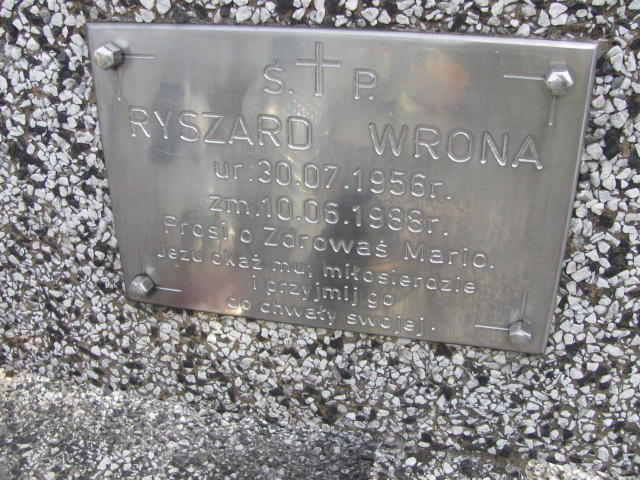 Ś. P.
RYSZARD WRONA
ur.30.07.1956r.
zm.10.06.1988r.
Prosi o Zdrowaś Mario.
Jezu okaż mu, miłosierdzie
i przyjmij go
do chwały swojej.